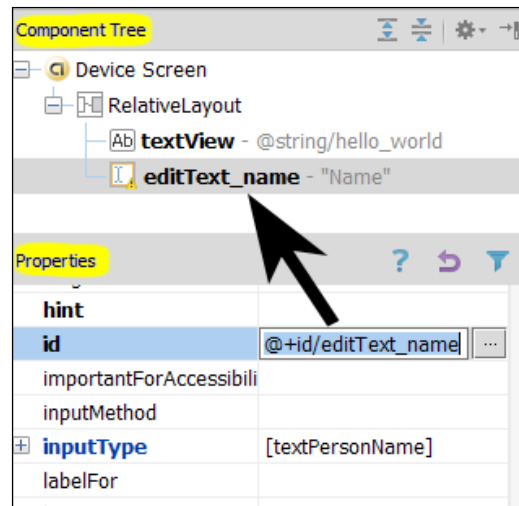 Component Tree
Device Screen
RelativeLayout
Ab textView - @string/hello_world
editText_name - "Name"
Properties
?
hint
id @+id/editText_name ...
importantForAccessibili
inputMethod
inputType [textPersonName]
labelFor